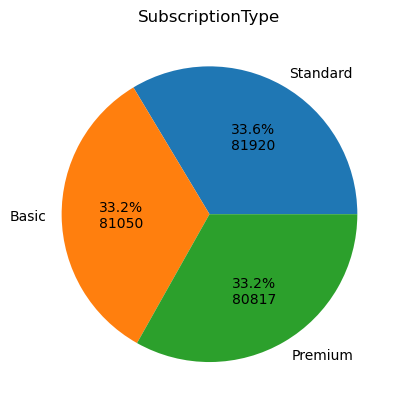 SubscriptionType
Standard
33.6%
81920
Basic
33.2%
81050
33.2%
80817
Premium